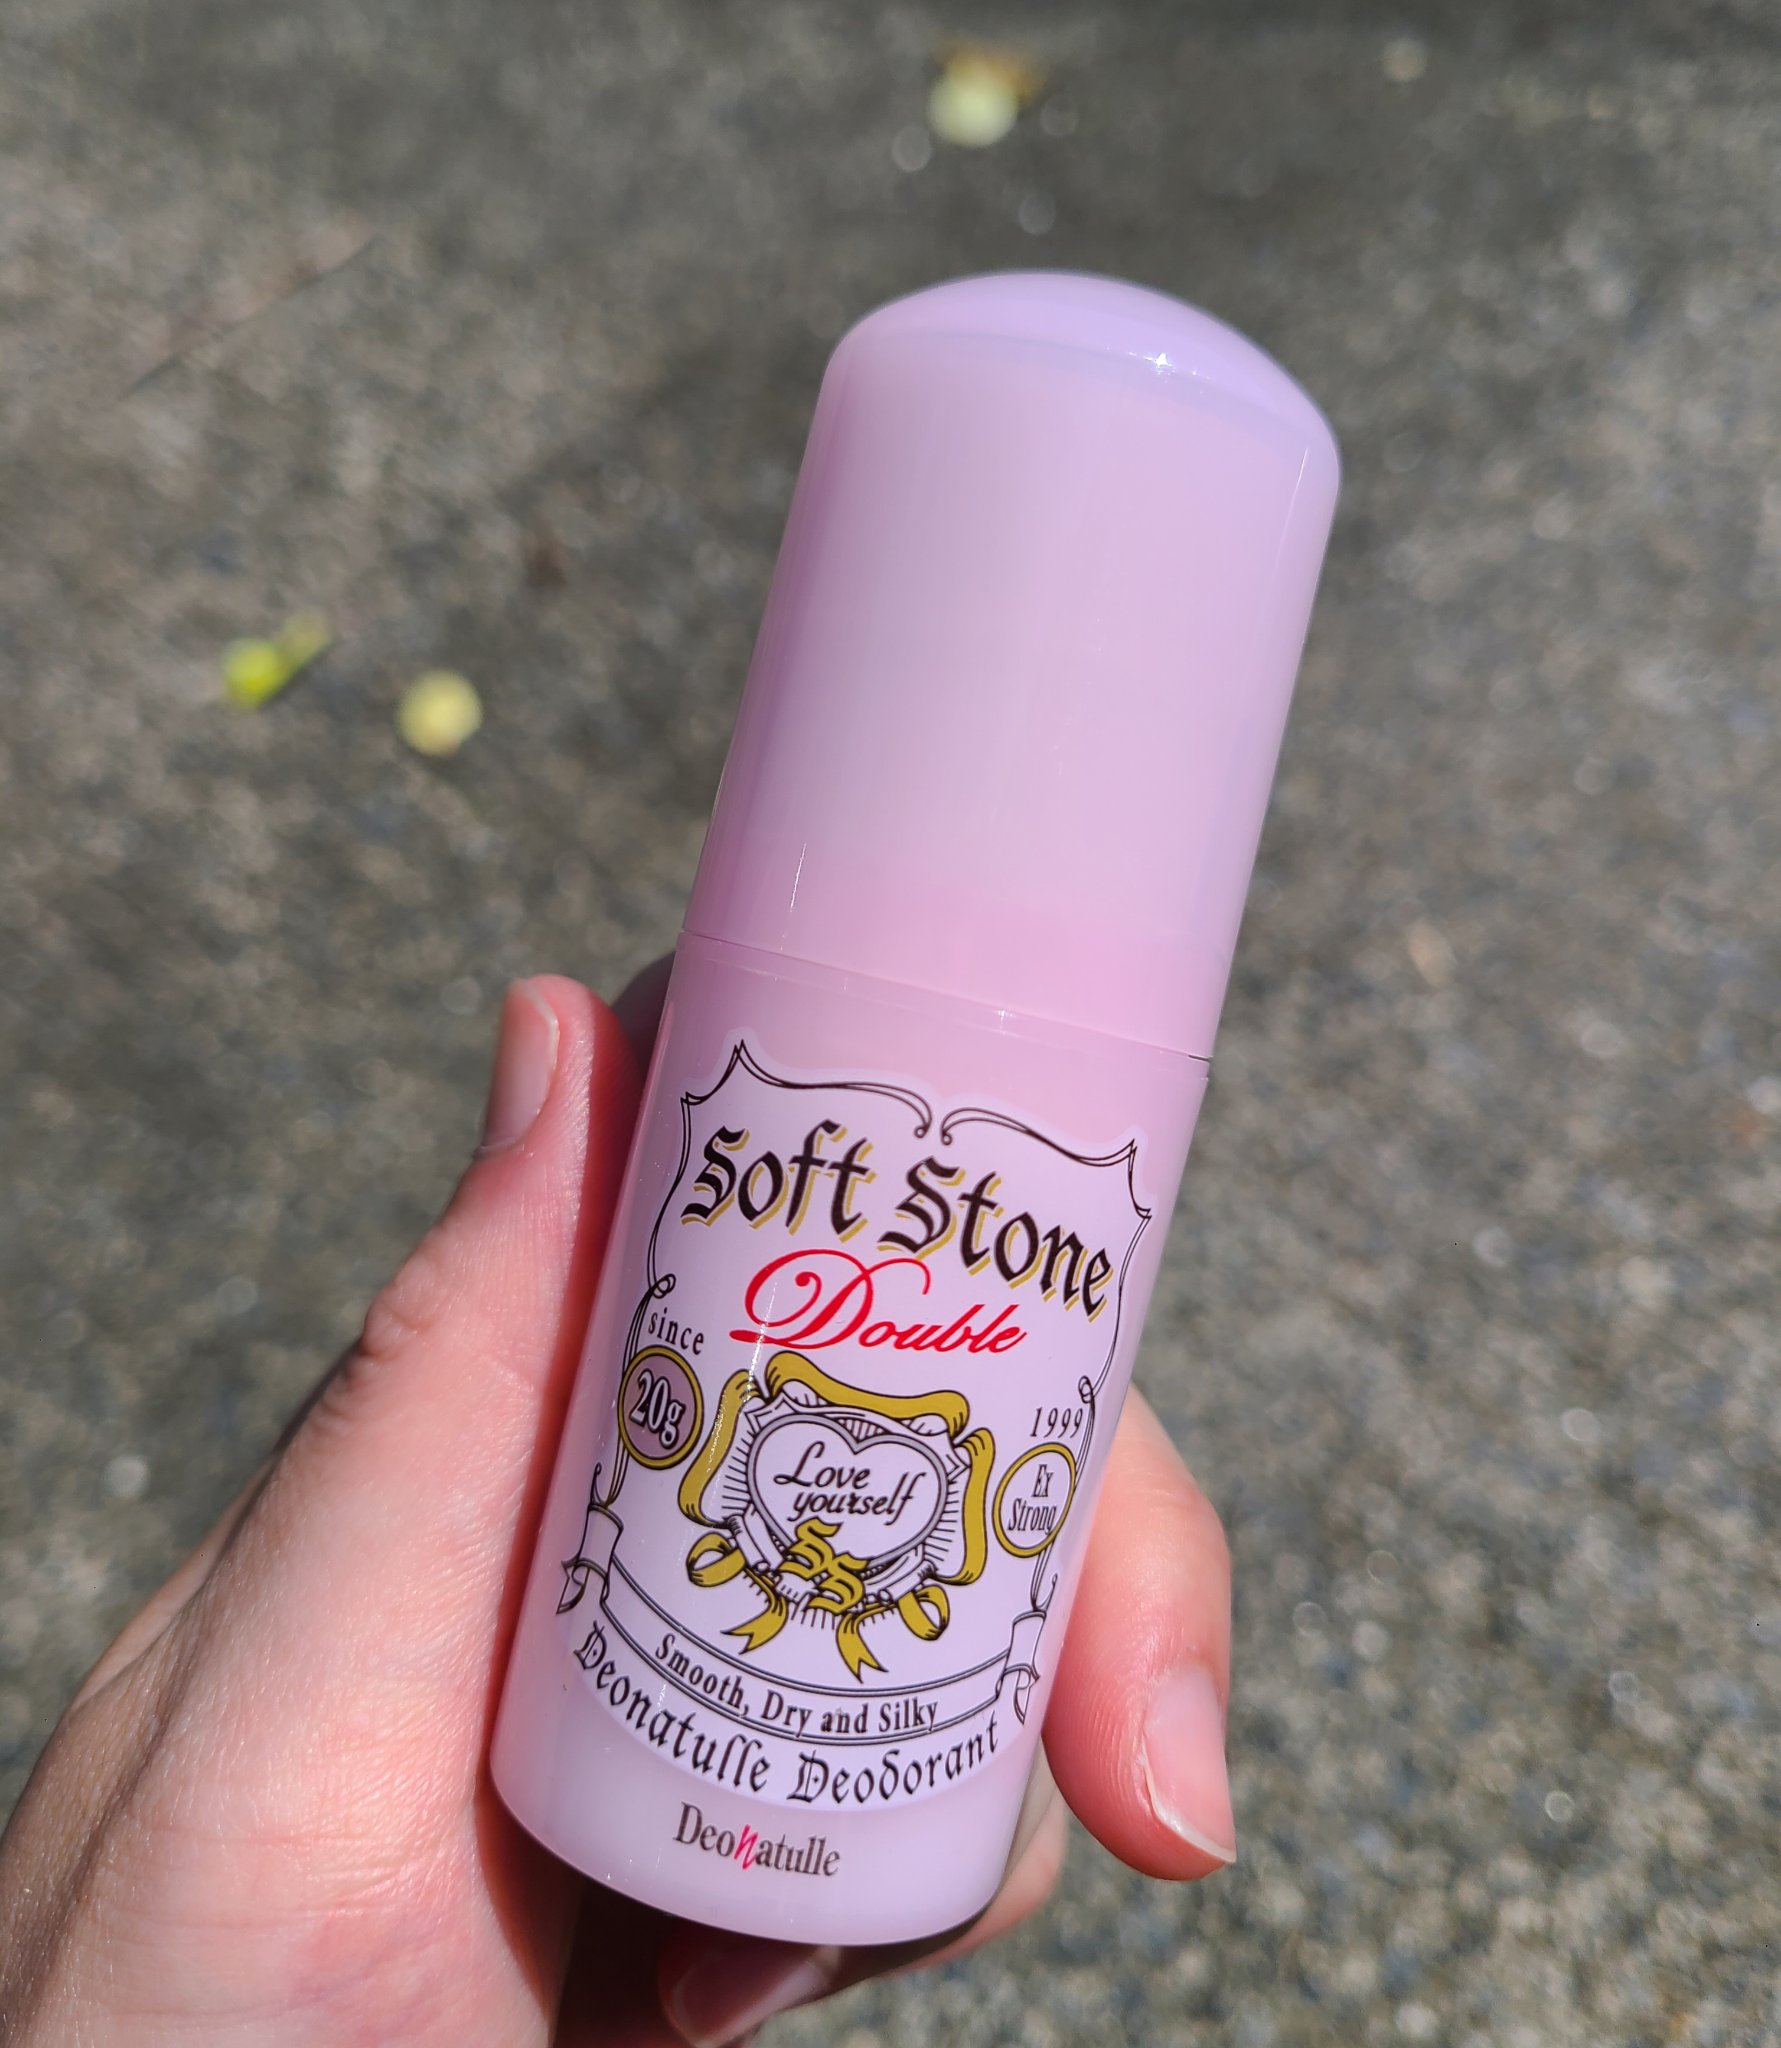 Soft Stone
Double
since
1999
20g
Ex
Strong
Love
yourself
SS
Smooth, Dry and Silky
Deonatulle Deodorant
Deonatulle